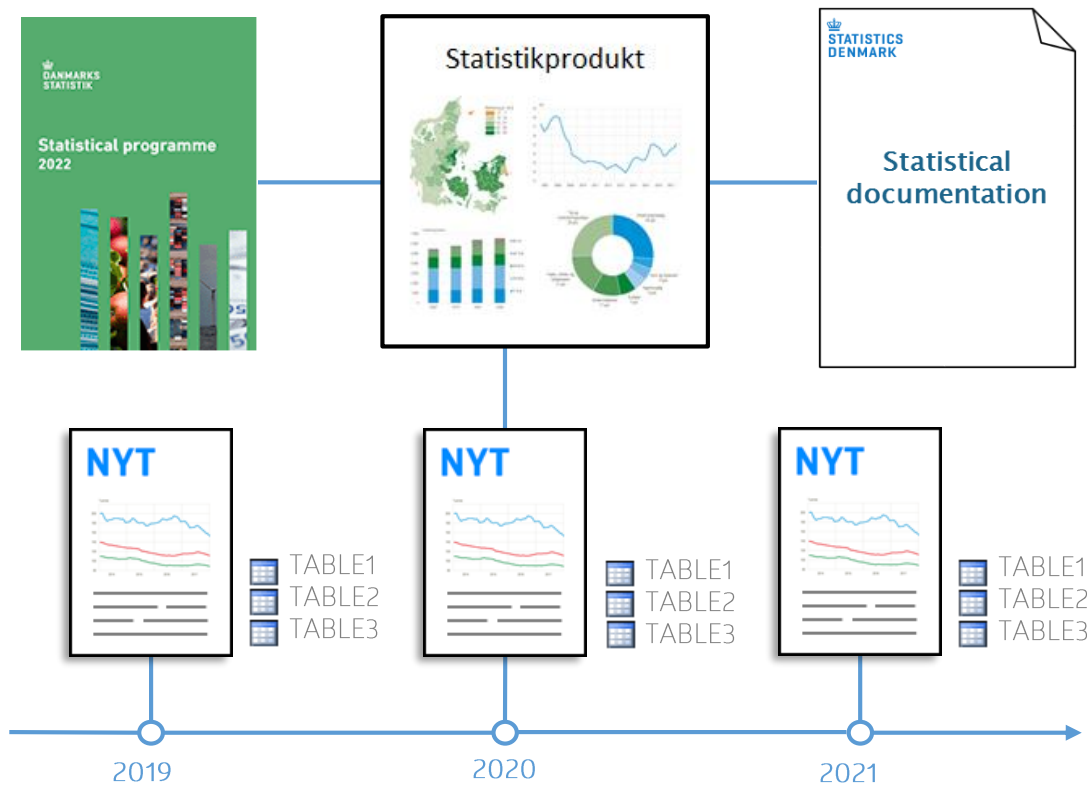 DANMARKS
STATISTIK
Statistical programme
2022
Statistikprodukt
STATISTICS
DENMARK
Statistical
documentation
NYT
TABLE1
TABLE2
TABLE3
NYT
TABLE1
TABLE2
TABLE3
NYT
TABLE1
TABLE2
TABLE3
2019
2020
2021